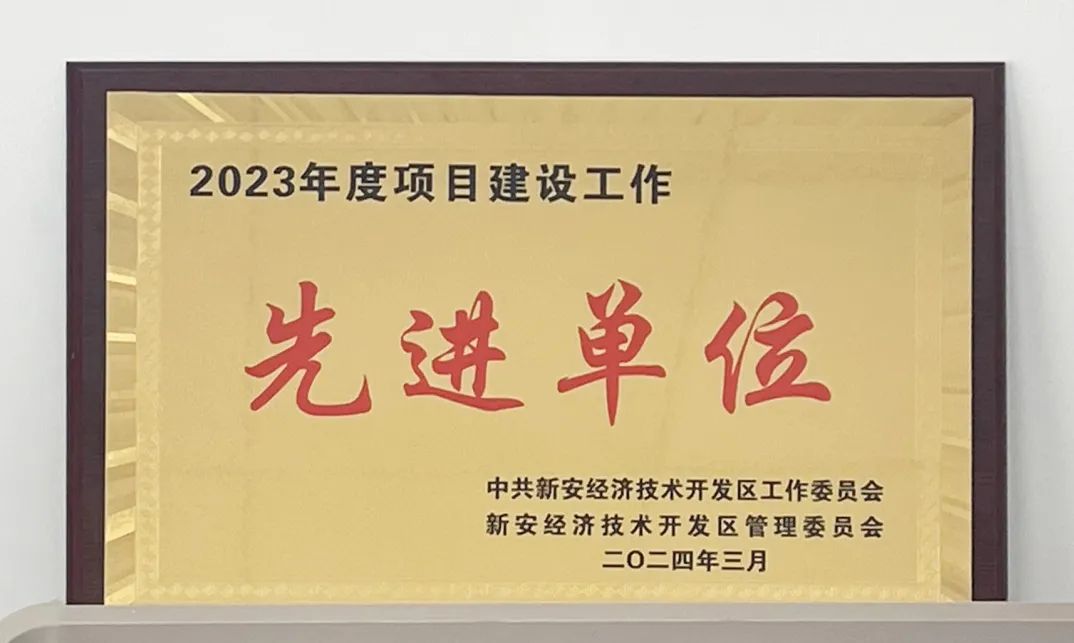 2023年度项目建设工作
先进单位
中共新安经济技术开发区工作委员会
新安经济技术开发区管理委员会
二〇二四年三月